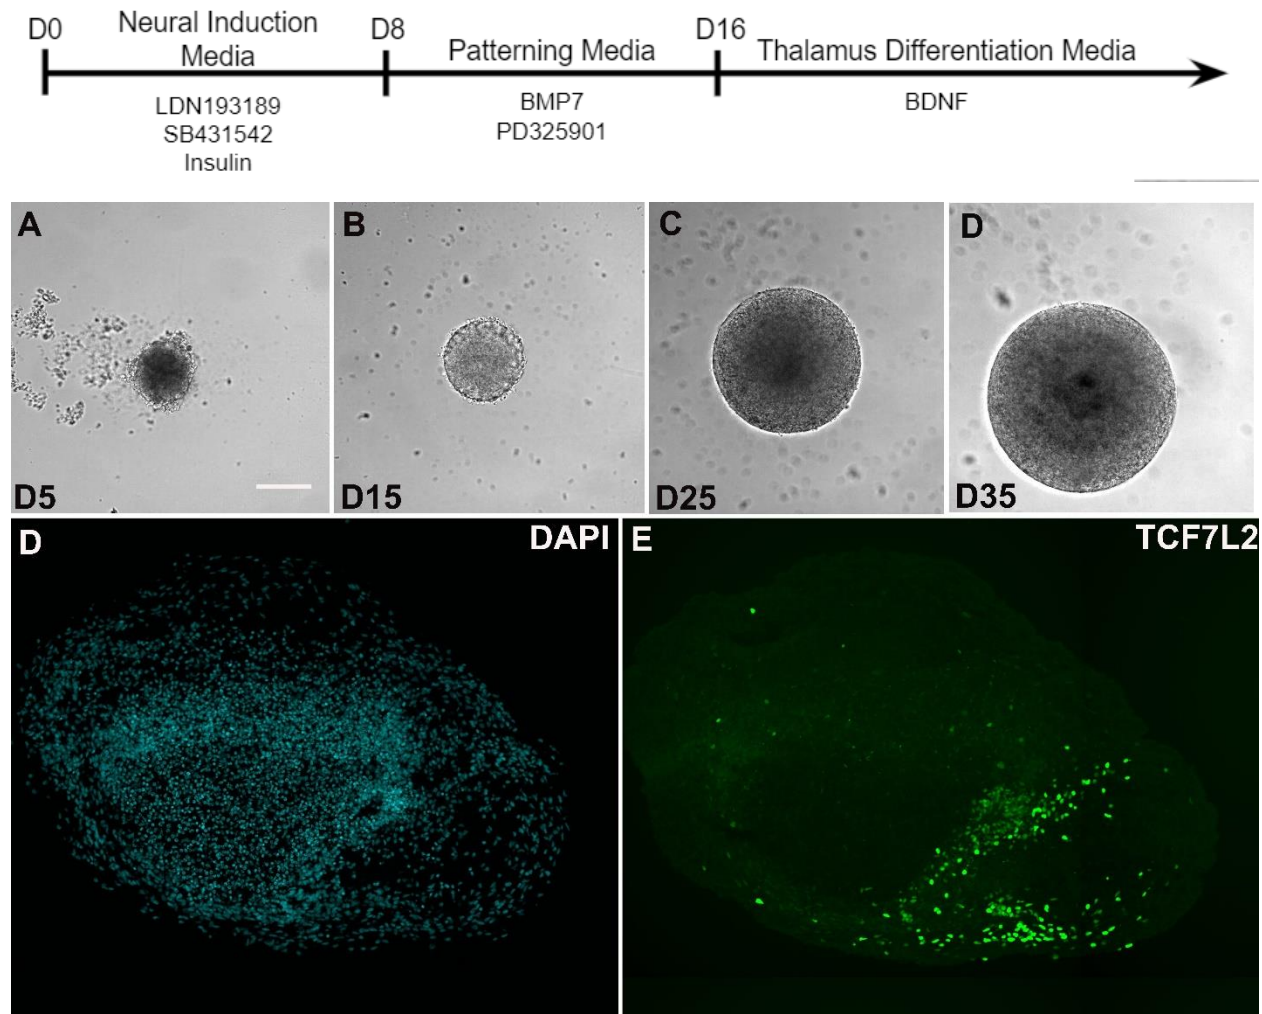 D0
Neural Induction
Media
D8
Patterning Media
D16
Thalamus Differentiation Media
LDN193189
SB431542
Insulin
BMP7
PD325901
BDNF
A
B
C
D
D5
D15
D25
D35
D
DAPI
E
TCF7L2